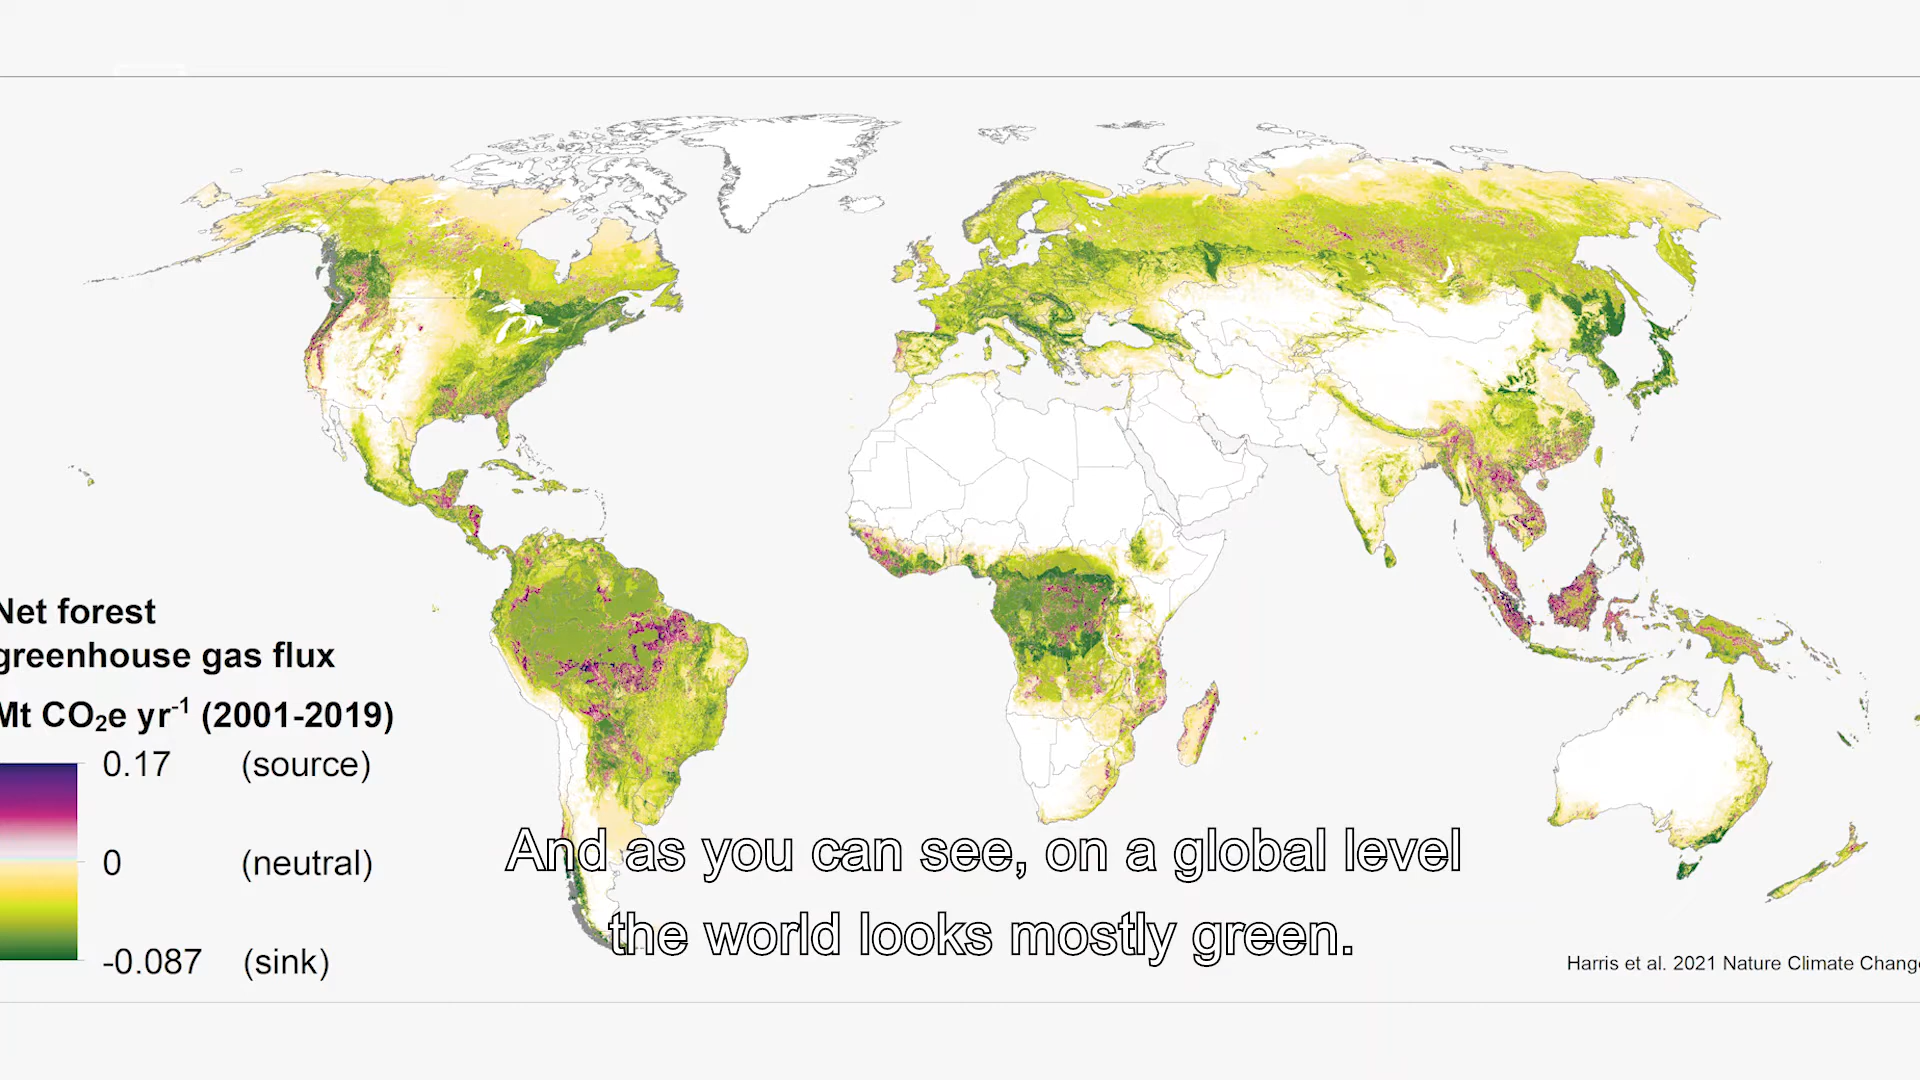 Net forest
greenhouse gas flux
Mt CO₂e yr⁻¹ (2001-2019)
0.17 (source)
0 (neutral)
-0.087 (sink)
And as you can see, on a global level
the world looks mostly green.
Harris et al. 2021 Nature Climate Change